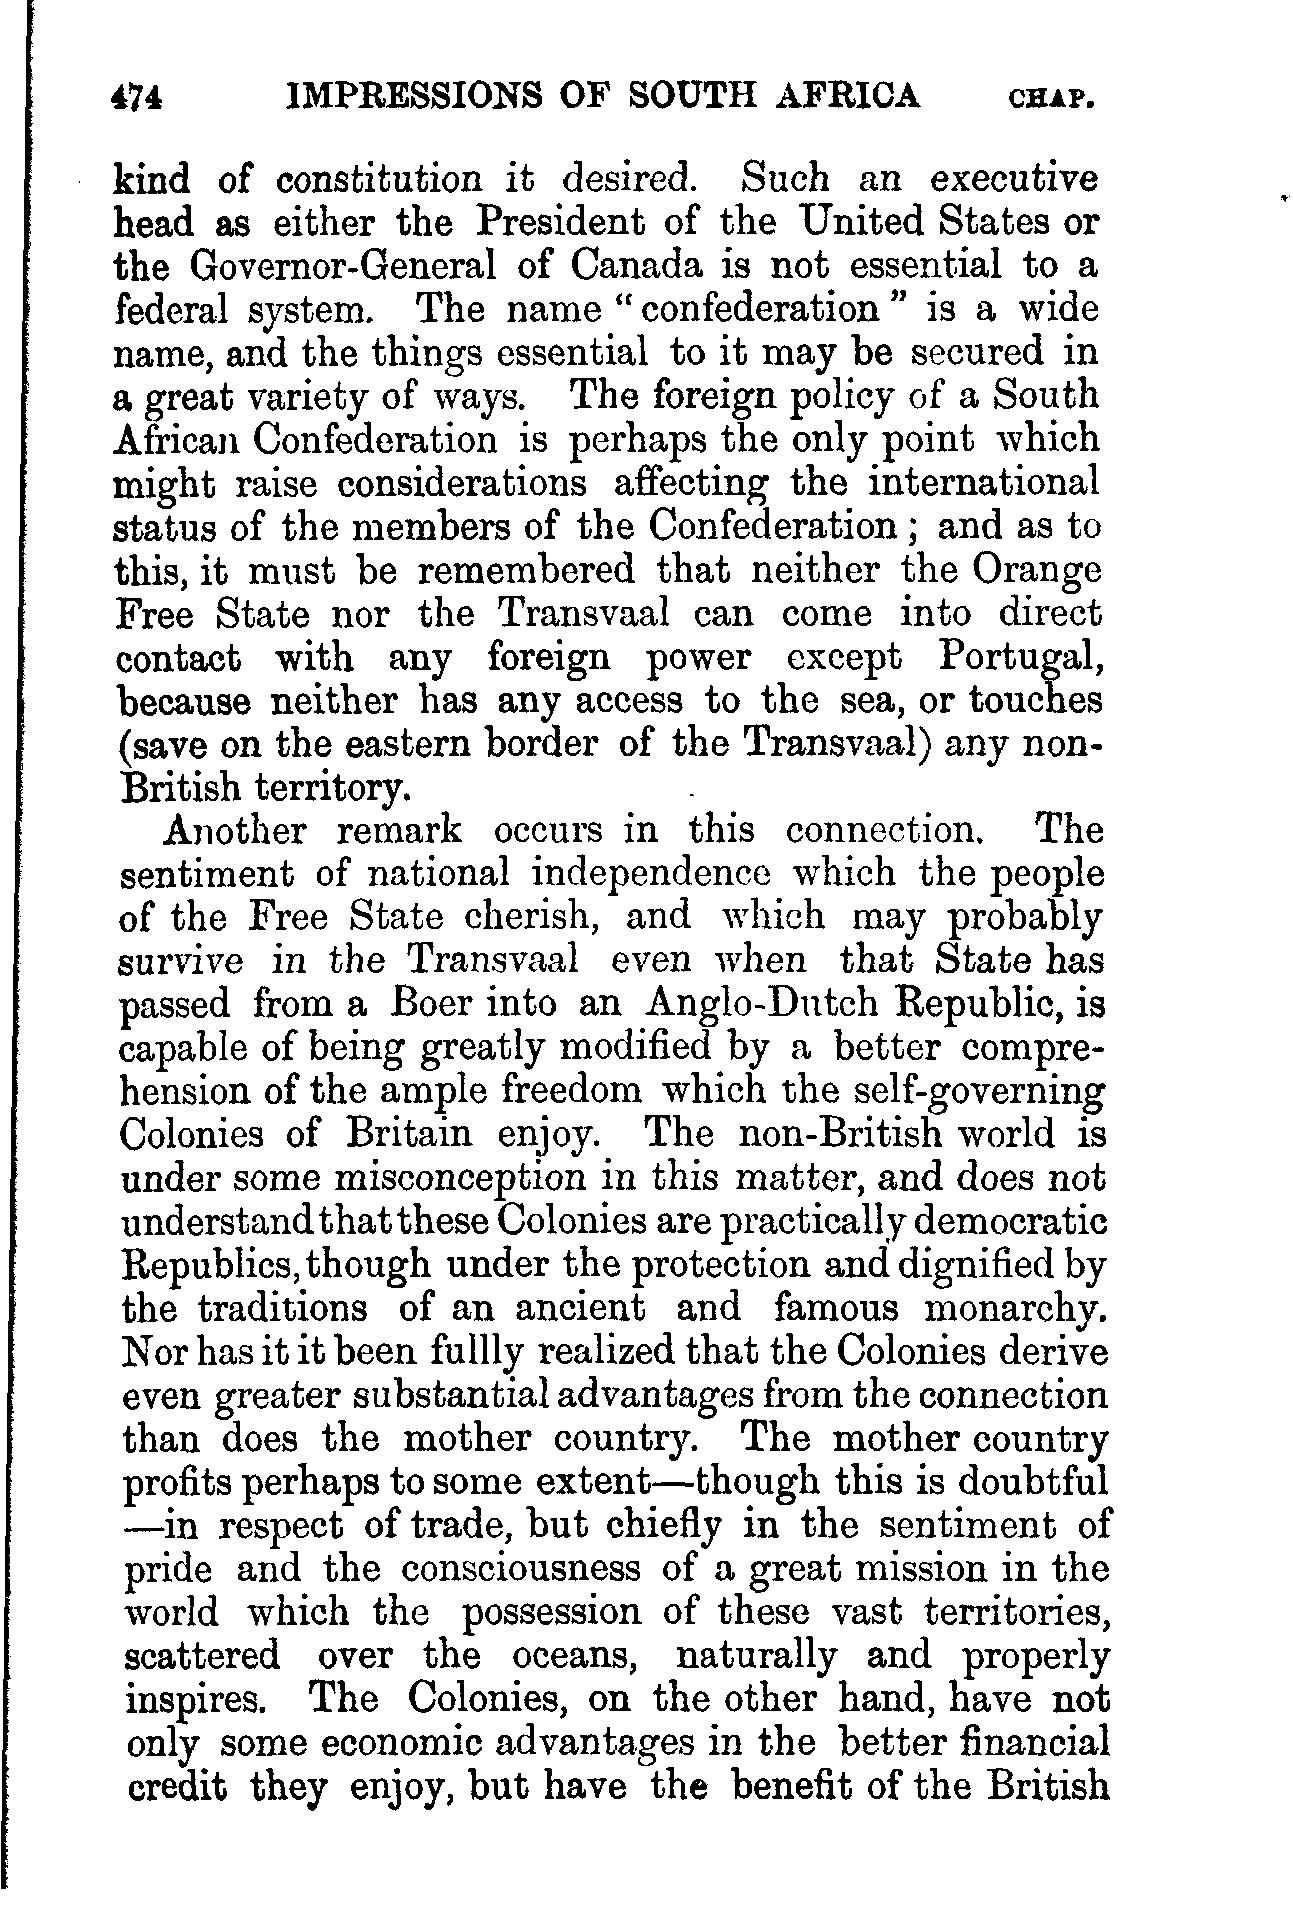 474 IMPRESSIONS OF SOUTH AFRICA CHAP.
kind of constitution it desired. Such an executive
head as either the President of the United States or
the Governor-General of Canada is not essential to a
federal system. The name “confederation” is a wide
name, and the things essential to it may be secured in
a great variety of ways. The foreign policy of a South
African Confederation is perhaps the only point which
might raise considerations affecting the international
status of the members of the Confederation; and as to
this, it must be remembered that neither the Orange
Free State nor the Transvaal can come into direct
contact with any foreign power except Portugal,
because neither has any access to the sea, or touches
(save on the eastern border of the Transvaal) any non-
British territory.
Another remark occurs in this connection. The
sentiment of national independence which the people
of the Free State cherish, and which may probably
survive in the Transvaal even when that State has
passed from a Boer into an Anglo-Dutch Republic, is
capable of being greatly modified by a better compre-
hension of the ample freedom which the self-governing
Colonies of Britain enjoy. The non-British world is
under some misconception in this matter, and does not
understand that these Colonies are practically democratic
Republics, though under the protection and dignified by
the traditions of an ancient and famous monarchy.
Nor has it it been fullly realized that the Colonies derive
even greater substantial advantages from the connection
than does the mother country. The mother country
profits perhaps to some extent—though this is doubtful
—in respect of trade, but chiefly in the sentiment of
pride and the consciousness of a great mission in the
world which the possession of these vast territories,
scattered over the oceans, naturally and properly
inspires. The Colonies, on the other hand, have not
only some economic advantages in the better financial
credit they enjoy, but have the benefit of the British